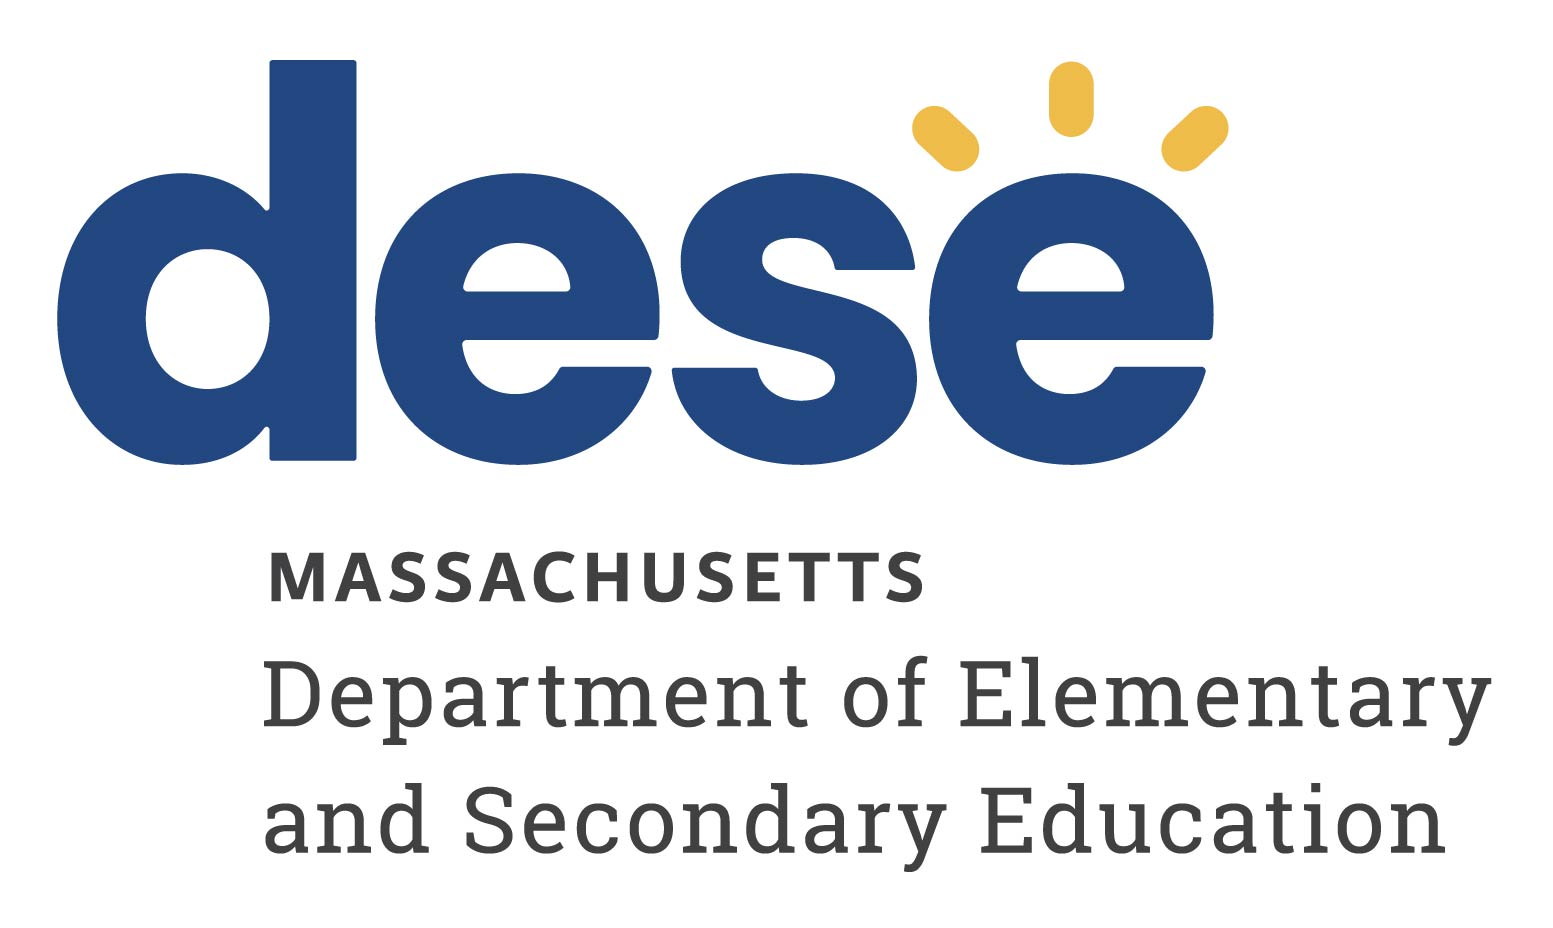 dese
MASSACHUSETTS
Department of Elementary
and Secondary Education